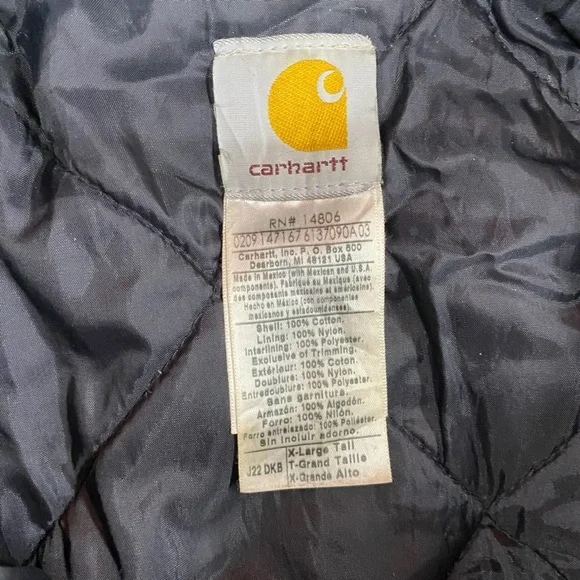 carhartt
RN# 14806
0209147167 6137090A03
Carhartt, Inc. P. O. Box 600
Dearborn, MI 48121 USA
Made in Mexico (with Mexican and U.S.A.
components). Fabriqué au Mexique (avec
des composants mexicains et américains).
Hecho en México (con componentes
mexicanos y estadounidenses).
Shell: 100% Cotton.
Lining: 100% Nylon.
Interlining: 100% Polyester.
Exclusive of Trimming.
Extérieur: 100% Coton.
Doublure: 100% Nylon.
Entredoublure: 100% Polyester.
Sans garniture.
Armazón: 100% Algodón.
Forro: 100% Nilón.
Forro entrelazado: 100% Poliéster.
Sin incluir adorno.
X-Large Tall
J22 DKB T-Grand Taille
X-Grande Alto